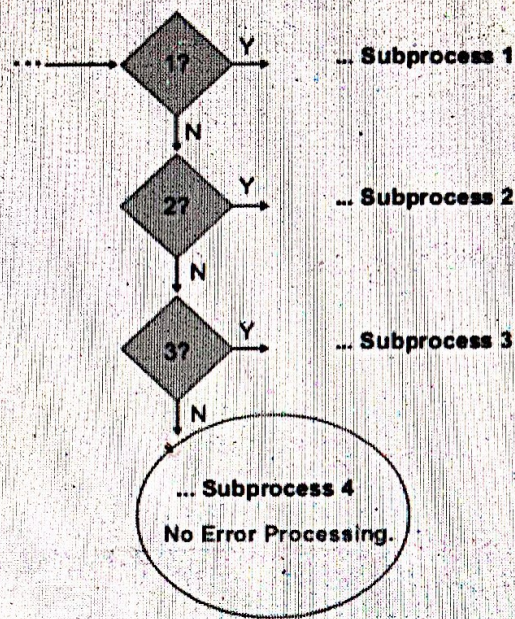 1? Y ... Subprocess 1
N
2? Y ... Subprocess 2
N
3? Y ... Subprocess 3
N
... Subprocess 4
No Error Processing.